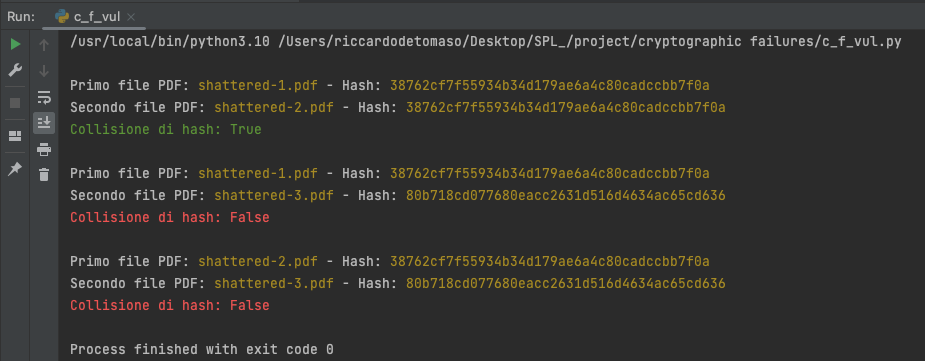 Run: c_f_vul
/usr/local/bin/python3.10 /Users/riccardodetomaso/Desktop/SPL_/project/cryptographic failures/c_f_vul.py
Primo file PDF: shattered-1.pdf - Hash: 38762cf7f55934b34d179ae6a4c80cadccbb7f0a
Secondo file PDF: shattered-2.pdf - Hash: 38762cf7f55934b34d179ae6a4c80cadccbb7f0a
Collisione di hash: True
Primo file PDF: shattered-1.pdf - Hash: 38762cf7f55934b34d179ae6a4c80cadccbb7f0a
Secondo file PDF: shattered-3.pdf - Hash: 80b718cd077680eacc2631d516d4634ac65cd636
Collisione di hash: False
Primo file PDF: shattered-2.pdf - Hash: 38762cf7f55934b34d179ae6a4c80cadccbb7f0a
Secondo file PDF: shattered-3.pdf - Hash: 80b718cd077680eacc2631d516d4634ac65cd636
Collisione di hash: False
Process finished with exit code 0